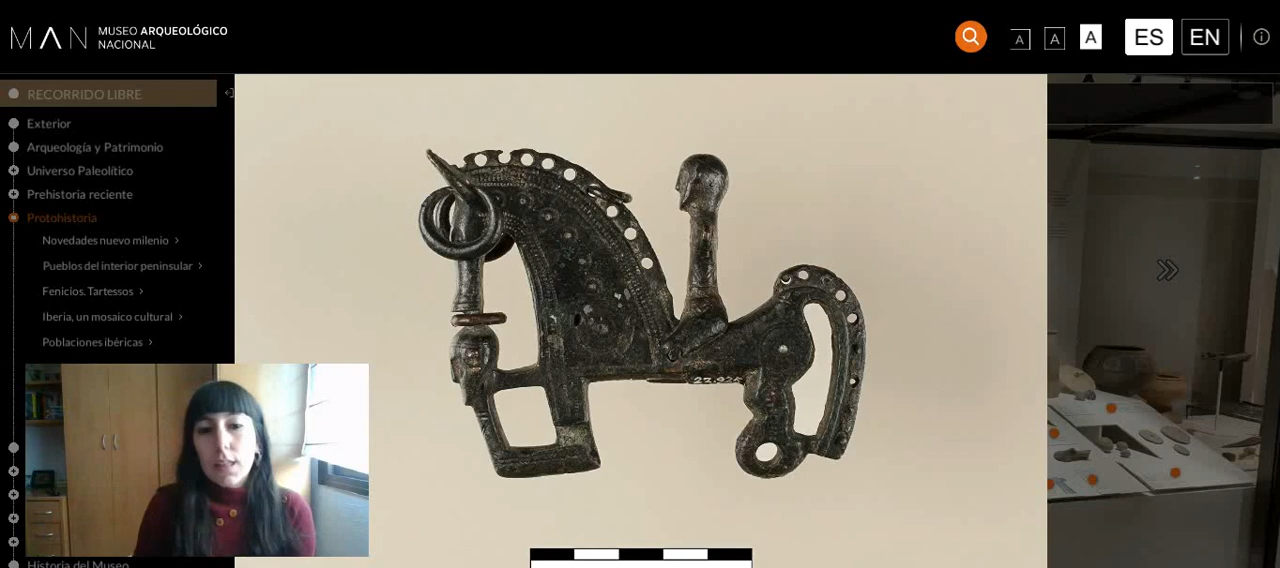 MAN MUSEO ARQUEOLÓGICO
NACIONAL
A A A ES EN
RECORRIDO LIBRE
Exterior
Arqueología y Patrimonio
Universo Paleolítico
Prehistoria reciente
Protohistoria
Novedades nuevo milenio
Pueblos del interior peninsular
Fenicios. Tartessos
Iberia, un mosaico cultural
Poblaciones ibéricas
Historia del Museo